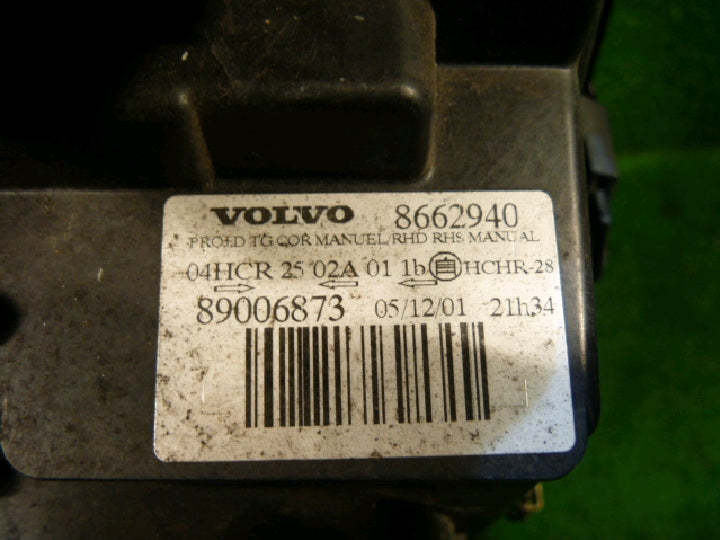 VOLVO 8662940
PROJ.D TG COR MANUEL/RHD RHS MANUAL
04HCR 25 02A 01 1b 自 HCHR-28
89006873 05/12/01 21h34